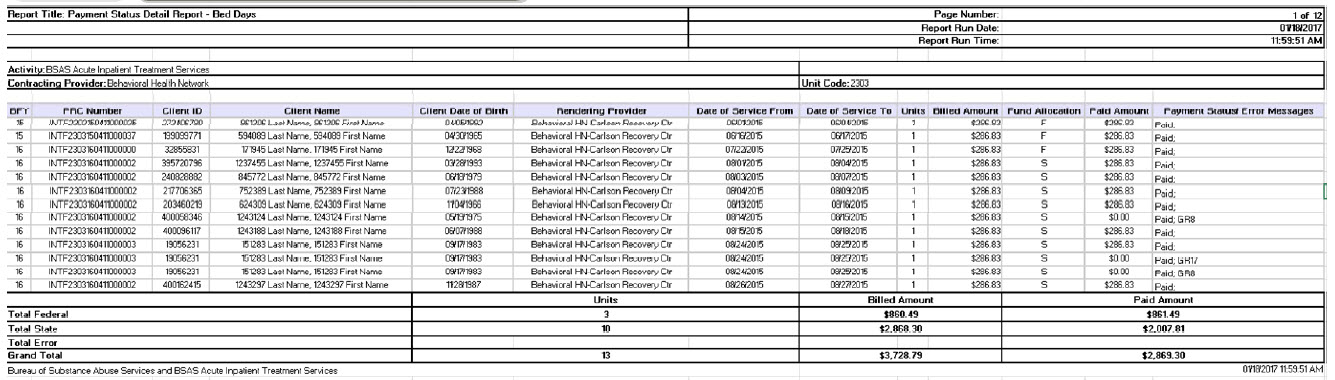 Report Title: Payment Status Detail Report - Bed Days Page Number: 1 of 12
Report Run Date: 01/18/2017
Report Run Time: 11:59:51 AM
Activity: BSAS Acute Inpatient Treatment Services
Contracting Provider: Behavioral Health Network Unit Code: 2303
BFT PRC Number Client ID Client Name Client Date of Birth Rendering Provider Date of Service From Date of Service To Units Billed Amount Fund Allocation Paid Amount Payment Status/ Error Messages
15 Last Name, First Name Behavioral HN-Carlson Recovery Ctr 1 F Paid;
15 INTF2303150411000037 199099771 594089 Last Name, 594089 First Name 04/30/1965 Behavioral HN-Carlson Recovery Ctr 06/16/2015 06/17/2015 1 $286.83 F $286.83 Paid;
16 INTF2303160411000000 32855831 171945 Last Name, 171945 First Name 12/22/1968 Behavioral HN-Carlson Recovery Ctr 07/22/2015 07/25/2015 1 $286.83 F $286.83 Paid;
16 INTF2303160411000002 395720796 1237455 Last Name, 1237455 First Name 03/28/1993 Behavioral HN-Carlson Recovery Ctr 08/01/2015 08/04/2015 1 $286.83 S $286.83 Paid;
16 INTF2303160411000002 240828882 845772 Last Name, 845772 First Name 06/19/1979 Behavioral HN-Carlson Recovery Ctr 08/03/2015 08/07/2015 1 $286.83 S $286.83 Paid;
16 INTF2303160411000002 217706365 752389 Last Name, 752389 First Name 07/23/1988 Behavioral HN-Carlson Recovery Ctr 08/04/2015 08/09/2015 1 $286.83 S $286.83 Paid;
16 INTF2303160411000002 203460219 624309 Last Name, 624309 First Name 11/04/1966 Behavioral HN-Carlson Recovery Ctr 08/13/2015 08/16/2015 1 $286.83 S $286.83 Paid;
16 INTF2303160411000002 400058346 1243124 Last Name, 1243124 First Name 05/19/1975 Behavioral HN-Carlson Recovery Ctr 08/14/2015 08/15/2015 1 $286.83 S $0.00 Paid; GR8
16 INTF2303160411000002 400096117 1243188 Last Name, 1243188 First Name 06/07/1988 Behavioral HN-Carlson Recovery Ctr 08/15/2015 08/18/2015 1 $286.83 S $286.83 Paid;
16 INTF2303160411000003 19056231 151283 Last Name, 151283 First Name 09/17/1983 Behavioral HN-Carlson Recovery Ctr 08/24/2015 08/25/2015 1 $286.83 S $286.83 Paid;
16 INTF2303160411000003 19056231 151283 Last Name, 151283 First Name 09/17/1983 Behavioral HN-Carlson Recovery Ctr 08/24/2015 08/25/2015 1 $286.83 S $0.00 Paid; GR17
16 INTF2303160411000003 19056231 151283 Last Name, 151283 First Name 09/17/1983 Behavioral HN-Carlson Recovery Ctr 08/24/2015 08/25/2015 1 $286.83 S $0.00 Paid; GR8
16 INTF2303160411000002 400162415 1243297 Last Name, 1243297 First Name 11/28/1987 Behavioral HN-Carlson Recovery Ctr 08/26/2015 08/27/2015 1 $286.83 S $286.83 Paid;
Units Billed Amount Paid Amount
Total Federal 3 $860.49 $861.49
Total State 10 $2,868.30 $2,007.81
Total Error
Grand Total 13 $3,728.79 $2,869.30
Bureau of Substance Abuse Services and BSAS Acute Inpatient Treatment Services 01/18/2017 11:59:51 AM